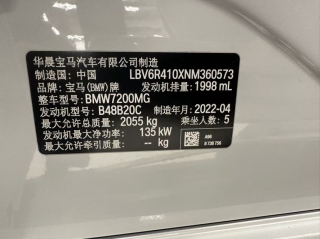 华晨宝马汽车有限公司制造
制造国：中国 LBV6R410XNM360573
品牌：宝马(BMW)牌 发动机排量：1998 mL
整车型号：BMW7200MG
发动机型号：B48B20C 制造年月：2022-04
最大允许总质量：2055 kg 乘坐人数：5
发动机最大净功率：135 kW
最大允许牵引质量：-- kg